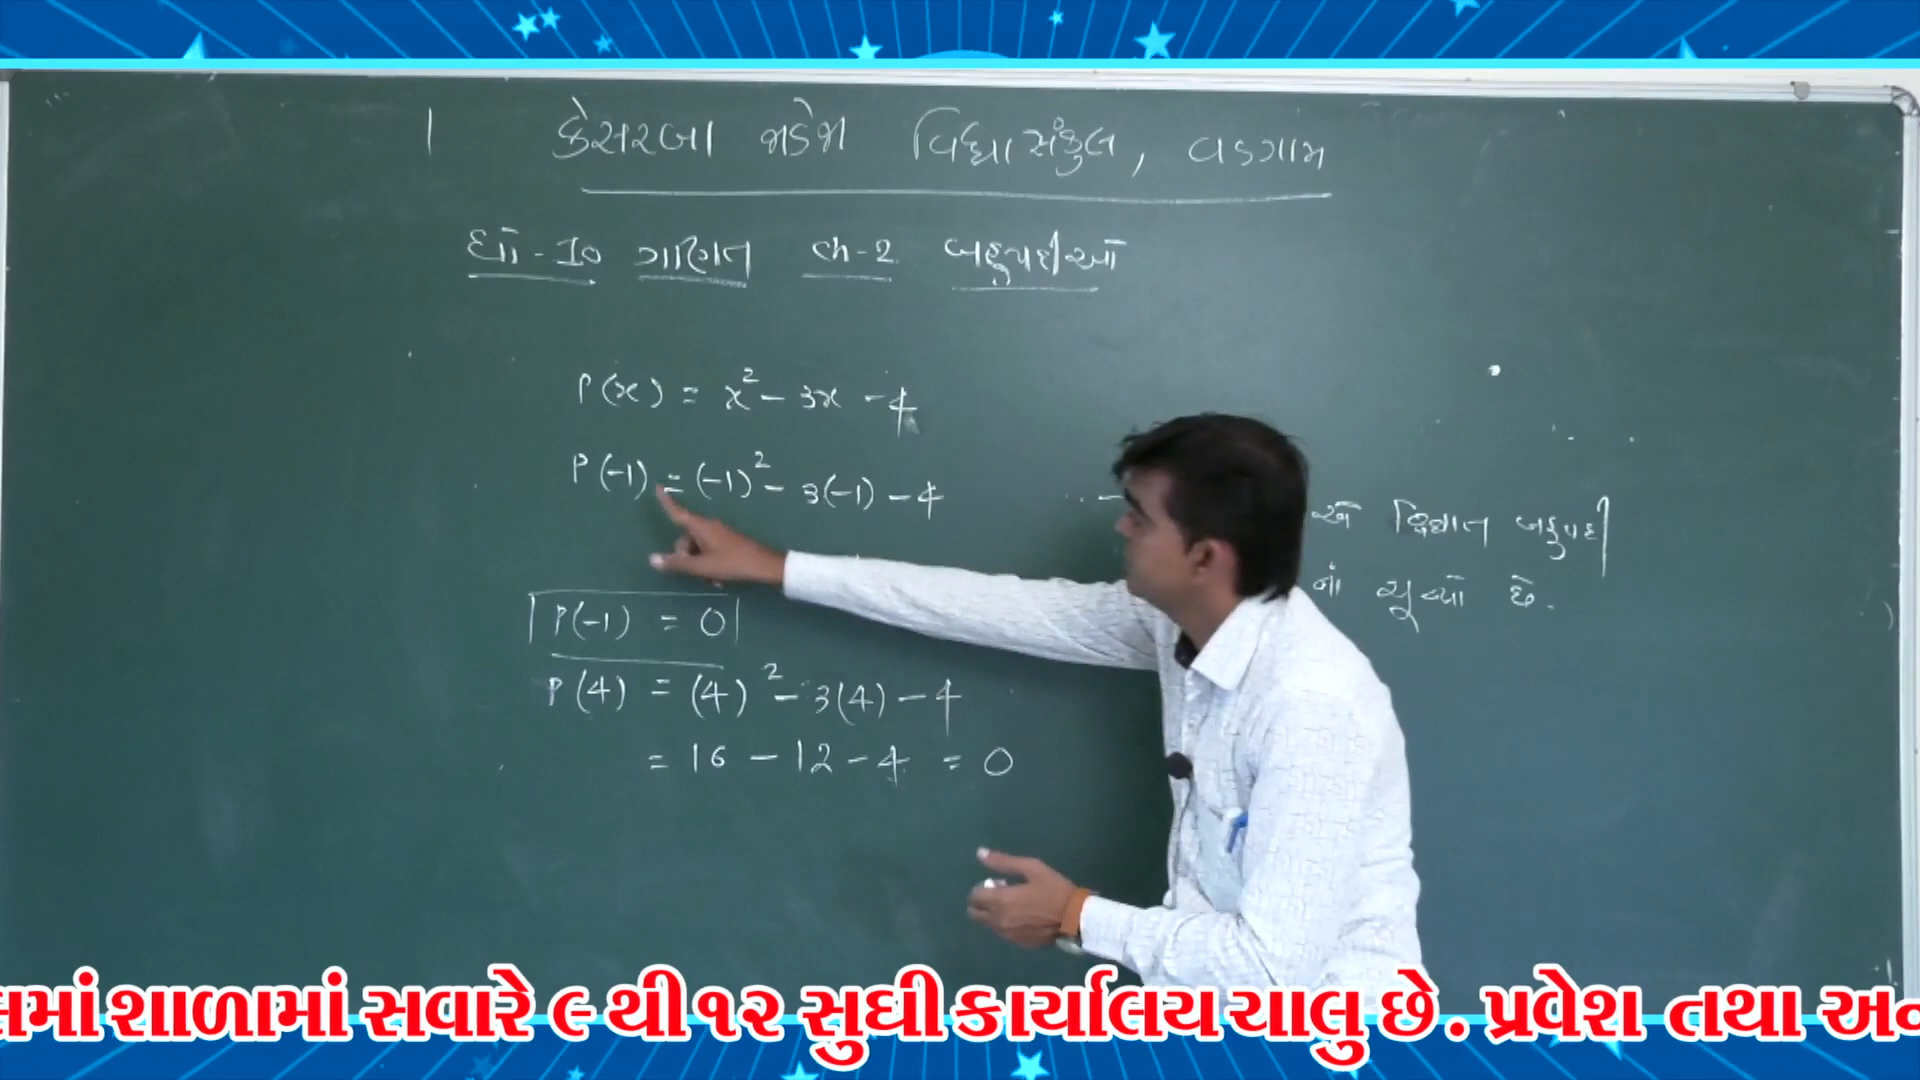 કેસરબા જાડેજા વિદ્યાસંકુલ, વડગામ
ધો-10 ગણિત ch-2 બહુપદીઓ
P(x) = x² - 3x - 4
P(-1) = (-1)² - 3(-1) - 4
એ દ્વિઘાત બહુપદી
નાં શૂન્યો છે.
P(-1) = 0
P(4) = (4)² - 3(4) - 4
= 16 - 12 - 4 = 0
શાળામાં સવારે ૯ થી ૧૨ સુધી કાર્યાલય ચાલુ છે. પ્રવેશ તથા